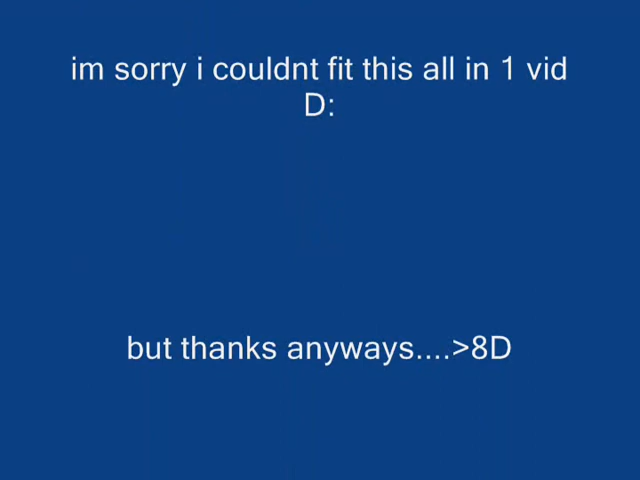 im sorry i couldnt fit this all in 1 vid
D:
but thanks anyways....>8D